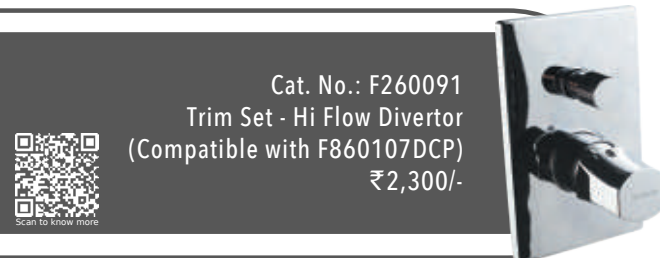 Cat. No.: F260091
Trim Set - Hi Flow Divertor
(Compatible with F860107DCP)
₹2,300/-
Scan to know more